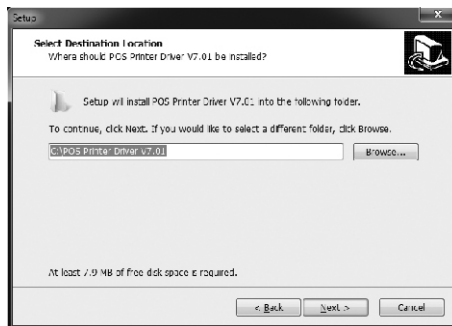 Setup
Select Destination Location
Where should POS Printer Driver V7.01 be installed?
Setup will install POS Printer Driver V7.01 into the following folder.
To continue, click Next. If you would like to select a different folder, click Browse.
C:\POS Printer Driver V7.01
Browse...
At least 7.9 MB of free disk space is required.
< Back
Next >
Cancel